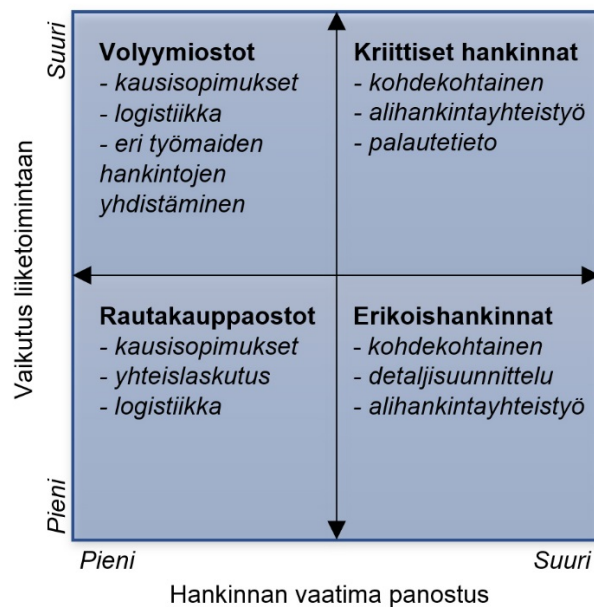 Suuri
Vaikutus liiketoimintaan
Pieni
Volyymiostot
- kausisopimukset
- logistiikka
- eri työmaiden
hankintojen
yhdistäminen
Kriittiset hankinnat
- kohdekohtainen
- alihankintayhteistyö
- palautetieto
Rautakauppaostot
- kausisopimukset
- yhteislaskutus
- logistiikka
Erikoishankinnat
- kohdekohtainen
- detaljisuunnittelu
- alihankintayhteistyö
Pieni
Suuri
Hankinnan vaatima panostus